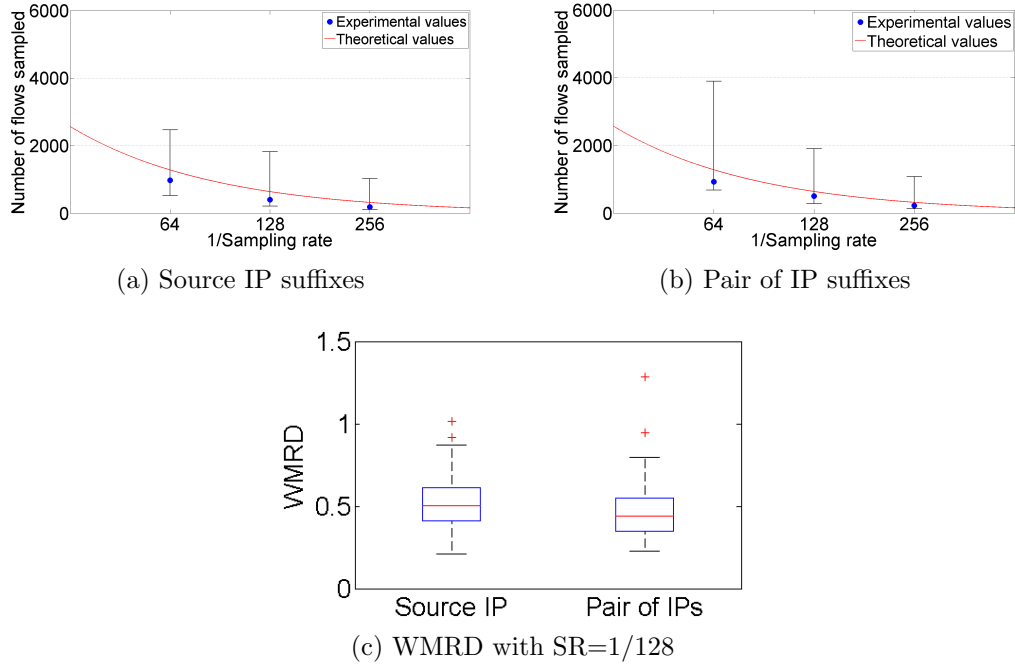 Number of flows sampled
6000
4000
2000
0
Experimental values
Theoretical values
64
128
256
1/Sampling rate
(a) Source IP suffixes
Number of flows sampled
6000
4000
2000
0
Experimental values
Theoretical values
64
128
256
1/Sampling rate
(b) Pair of IP suffixes
WMRD
1.5
1
0.5
0
Source IP
Pair of IPs
(c) WMRD with SR=1/128